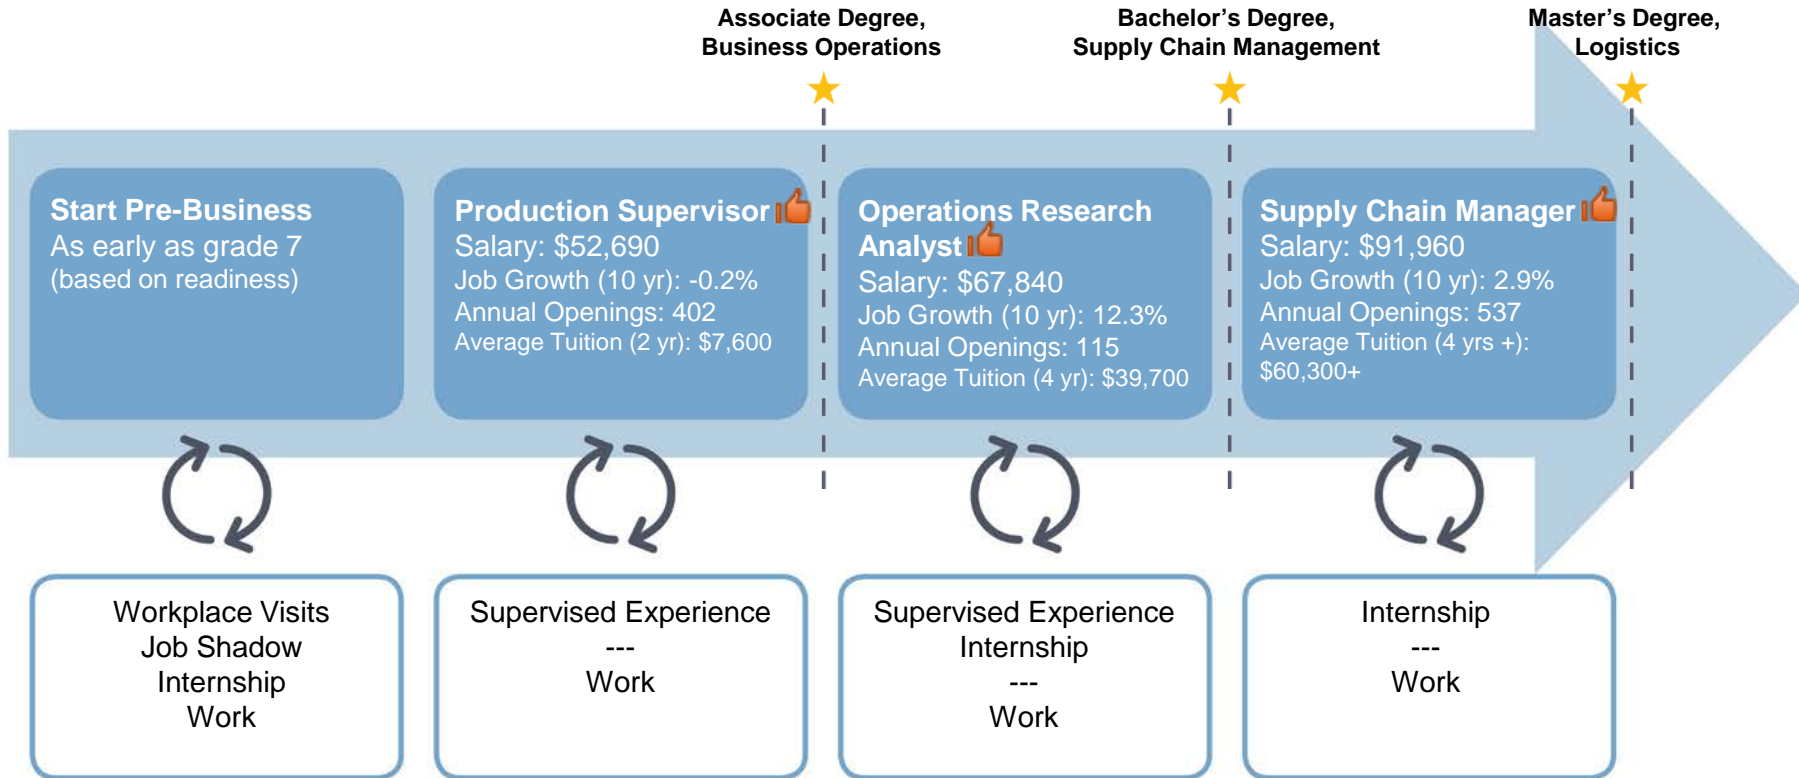 Associate Degree,
Business Operations
Bachelor’s Degree,
Supply Chain Management
Master’s Degree,
Logistics
Start Pre-Business
As early as grade 7
(based on readiness)
Production Supervisor
Salary: $52,690
Job Growth (10 yr): -0.2%
Annual Openings: 402
Average Tuition (2 yr): $7,600
Operations Research
Analyst
Salary: $67,840
Job Growth (10 yr): 12.3%
Annual Openings: 115
Average Tuition (4 yr): $39,700
Supply Chain Manager
Salary: $91,960
Job Growth (10 yr): 2.9%
Annual Openings: 537
Average Tuition (4 yrs +):
$60,300+
Workplace Visits
Job Shadow
Internship
Work
Supervised Experience
---
Work
Supervised Experience
Internship
---
Work
Internship
---
Work